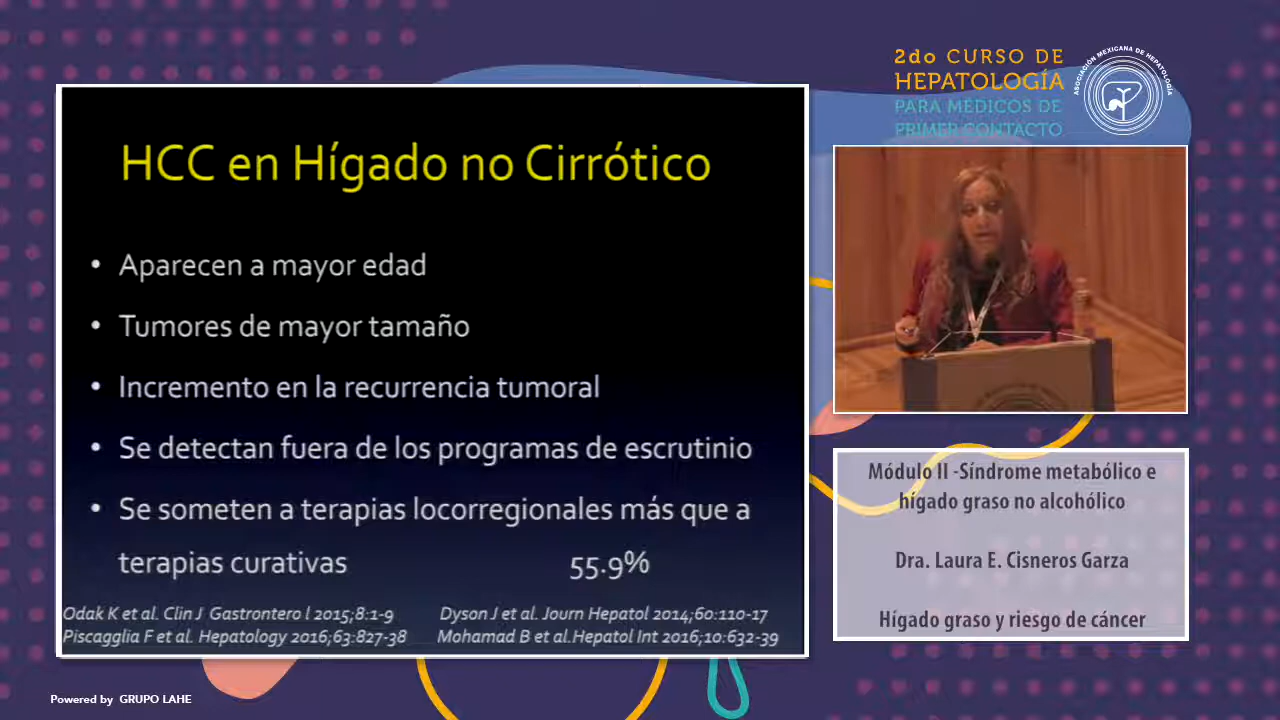 2do CURSO DE
HEPATOLOGÍA
PARA MÉDICOS DE
PRIMER CONTACTO
ASOCIACIÓN MEXICANA DE HEPATOLOGÍA
HCC en Hígado no Cirrótico
• Aparecen a mayor edad
• Tumores de mayor tamaño
• Incremento en la recurrencia tumoral
• Se detectan fuera de los programas de escrutinio
• Se someten a terapias locorregionales más que a
terapias curativas 55.9%
Odak K et al. Clin J Gastrontero l 2015;8:1-9 Dyson J et al. Journ Hepatol 2014;60:110-17
Piscagglia F et al. Hepatology 2016;63:827-38 Mohamad B et al.Hepatol Int 2016;10:632-39
Módulo II -Síndrome metabólico e
hígado graso no alcohólico
Dra. Laura E. Cisneros Garza
Hígado graso y riesgo de cáncer
Powered by GRUPO LAHE